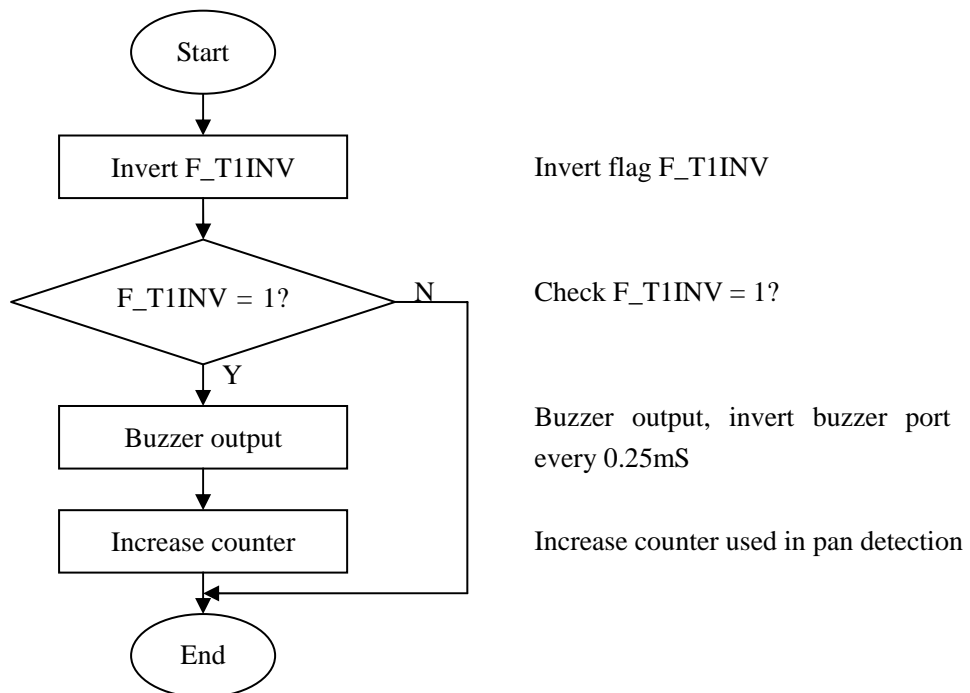 Start
Invert F_T1INV
Invert flag F_T1INV
F_T1INV = 1?
N
Check F_T1INV = 1?
Y
Buzzer output
Buzzer output, invert buzzer port
every 0.25mS
Increase counter
Increase counter used in pan detection
End